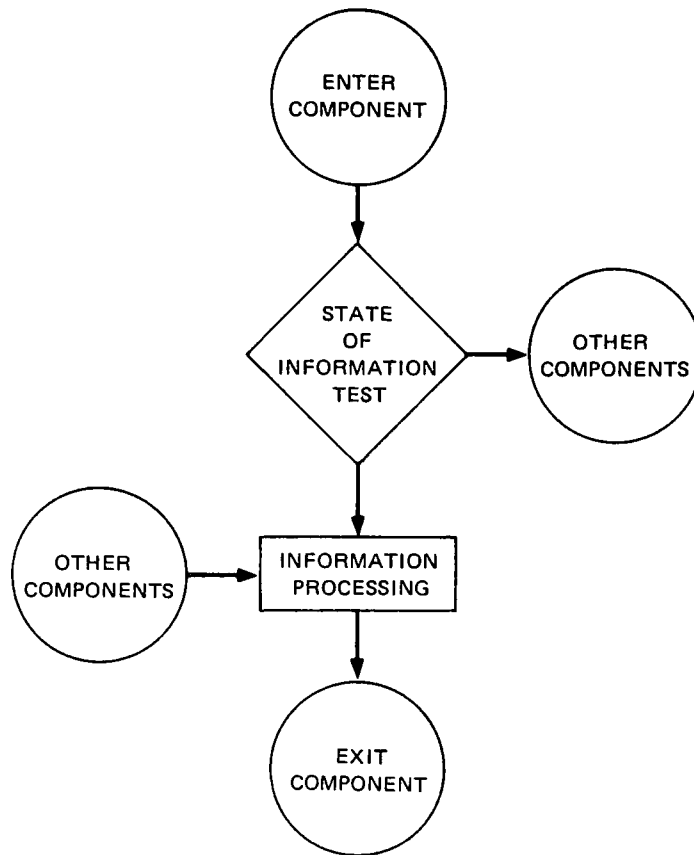 ENTER
COMPONENT
STATE
OF
INFORMATION
TEST
OTHER
COMPONENTS
OTHER
COMPONENTS
INFORMATION
PROCESSING
EXIT
COMPONENT